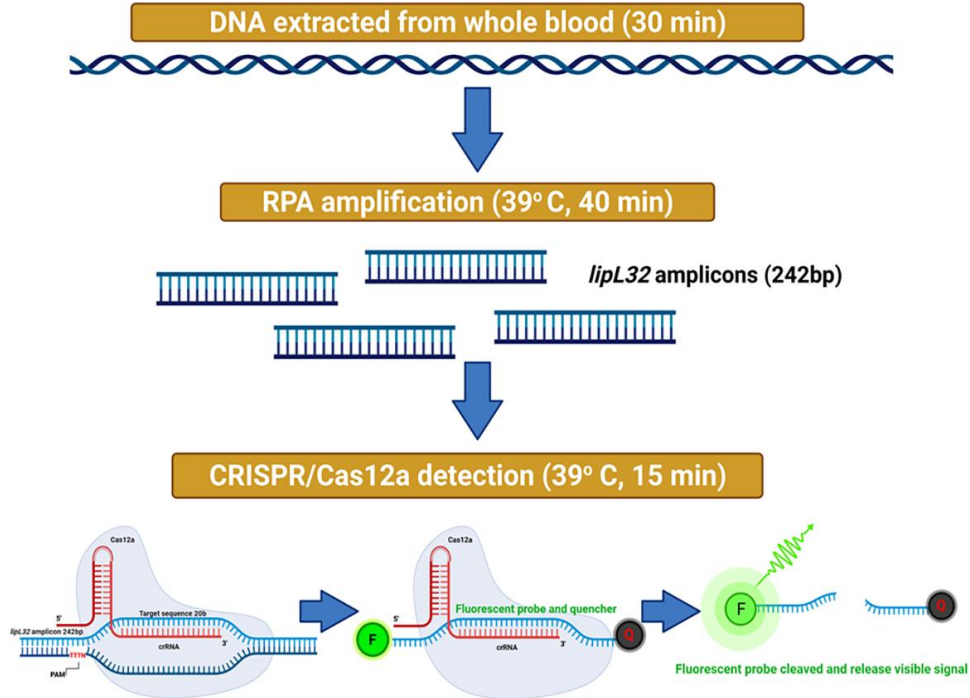 DNA extracted from whole blood (30 min)
RPA amplification (39° C, 40 min)
lipL32 amplicons (242bp)
CRISPR/Cas12a detection (39° C, 15 min)
Cas12a
5'
Target sequence 20b
lipL32 amplicon 242bp
crRNA
3'
TTTN
PAM
Cas12a
5'
Fluorescent probe and quencher
F
crRNA
3'
Q
F
Q
Fluorescent probe cleaved and release visible signal